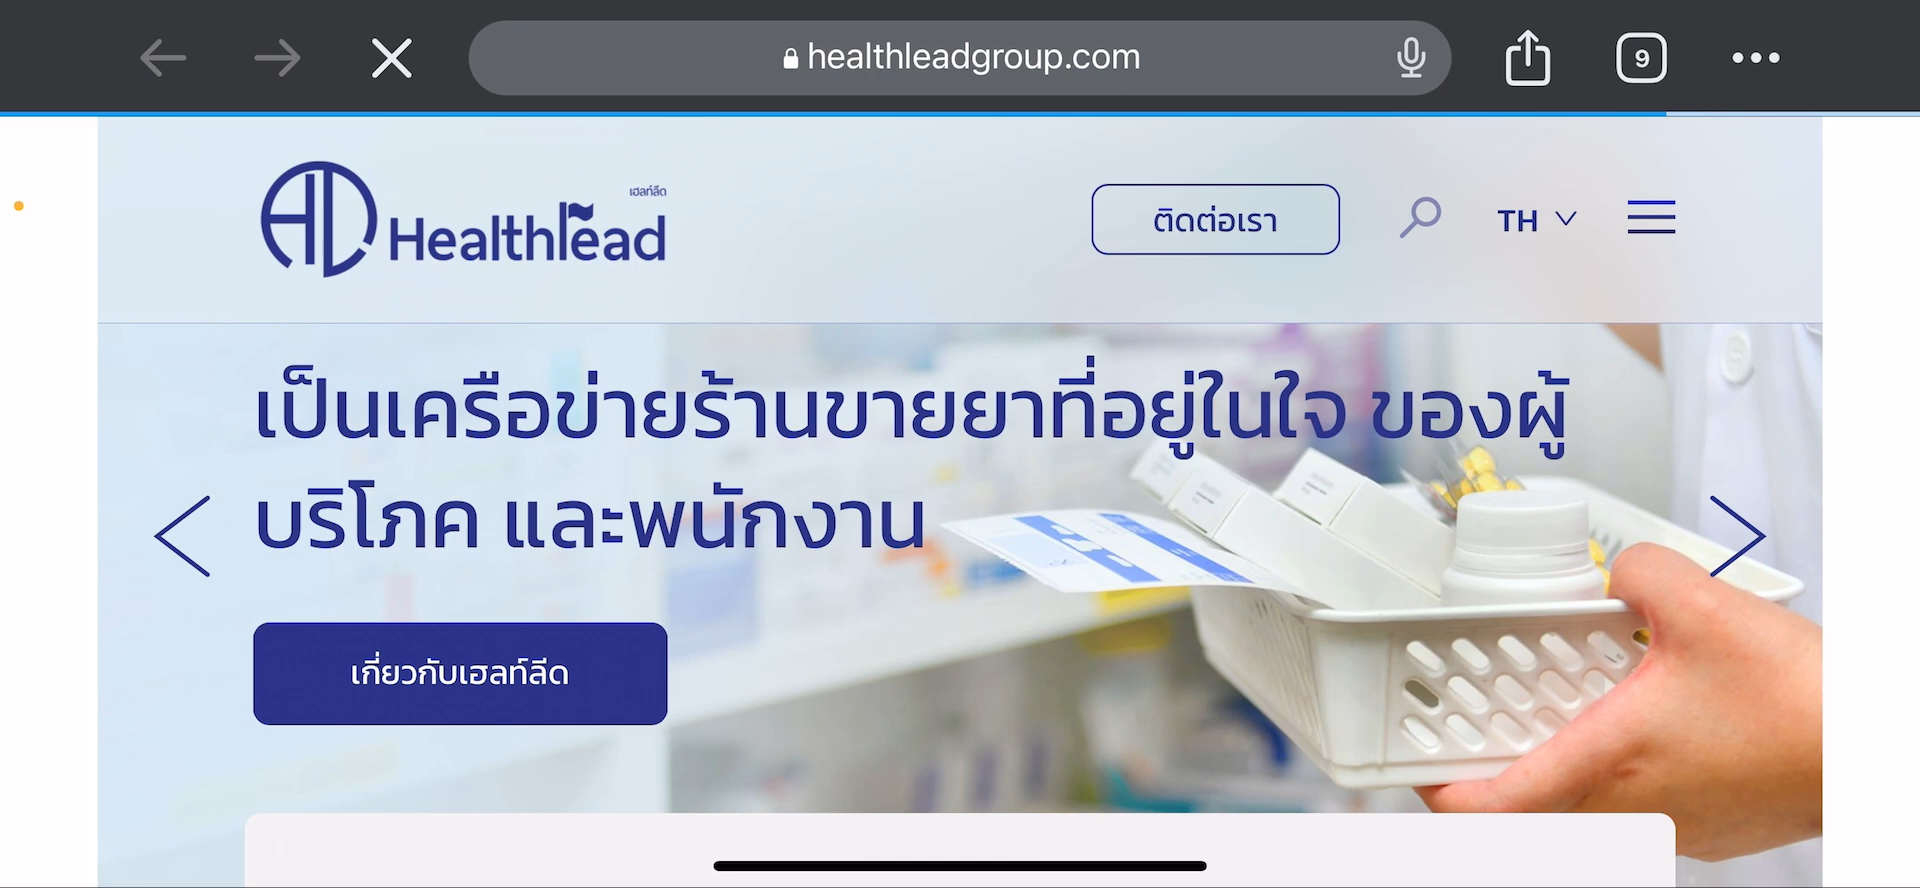 healthleadgroup.com
9
เฮลท์ลีด
Healthlead
ติดต่อเรา
TH
เป็นเครือข่ายร้านขายยาที่อยู่ในใจ ของผู้
บริโภค และพนักงาน
เกี่ยวกับเฮลท์ลีด